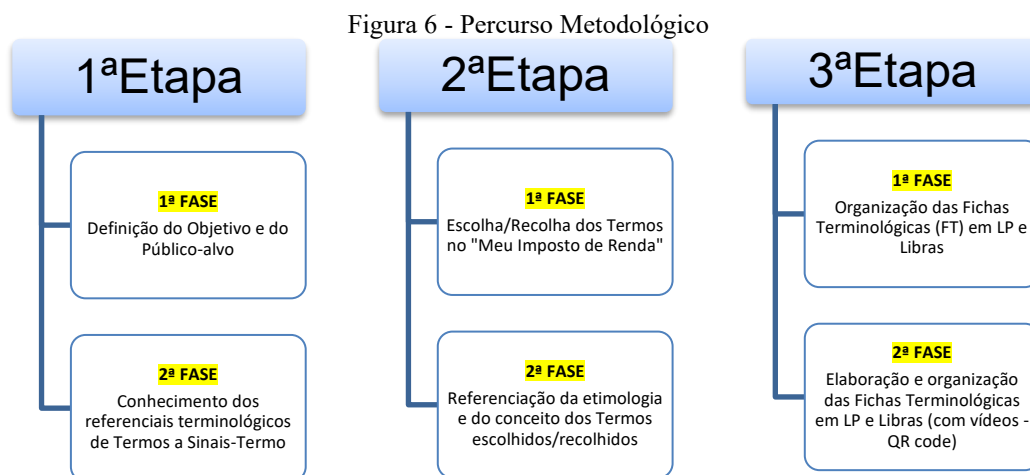 Figura 6 - Percurso Metodológico
1ªEtapa
1ª FASE
Definição do Objetivo e do
Público-alvo
2ª FASE
Conhecimento dos
referenciais terminológicos
de Termos a Sinais-Termo
2ªEtapa
1ª FASE
Escolha/Recolha dos Termos
no "Meu Imposto de Renda"
2ª FASE
Referenciação da etimologia
e do conceito dos Termos
escolhidos/recolhidos
3ªEtapa
1ª FASE
Organização das Fichas
Terminológicas (FT) em LP e
Libras
2ª FASE
Elaboração e organização
das Fichas Terminológicas
em LP e Libras (com vídeos -
QR code)